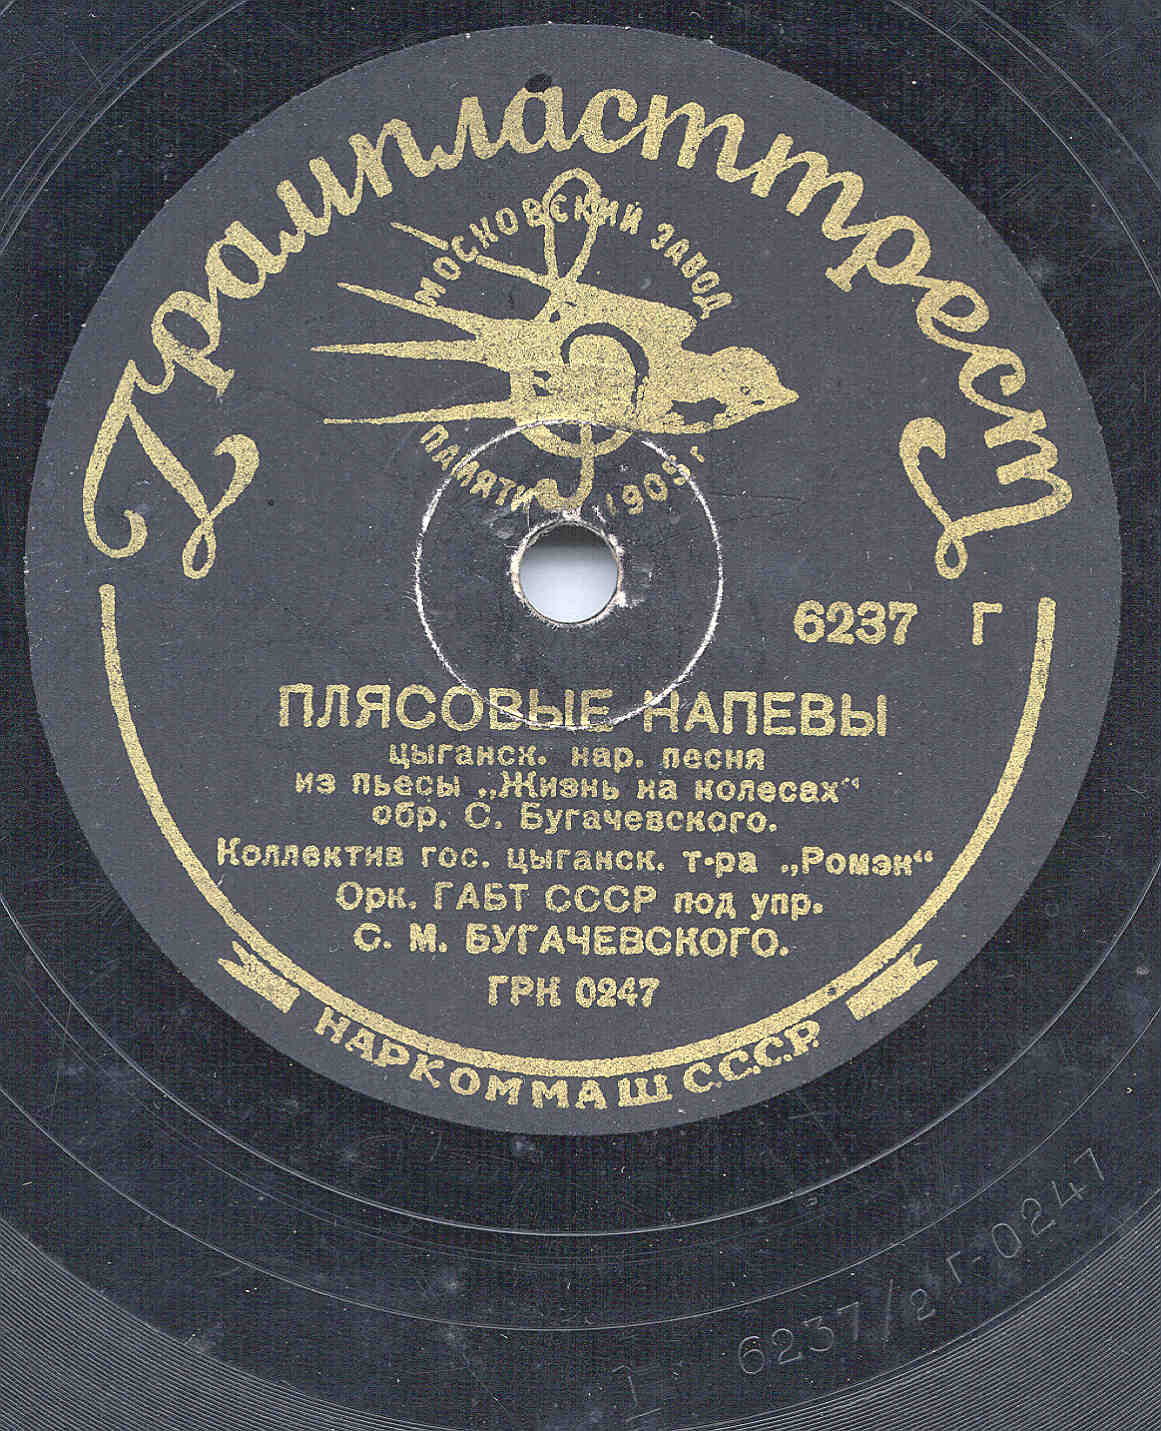 Грампласттрест
МОСКОВСКИЙ ЗАВОД
ПАМЯТИ 1905 г.
6237 Г
ПЛЯСОВЫЕ НАПЕВЫ
цыганск. нар. песня
из пьесы „Жизнь на колесах“
обр. С. Бугачевского.
Коллектив гос. цыганск. т-ра „Ромэн“
Орк. ГАБТ СССР под упр.
С. М. БУГАЧЕВСКОГО.
ГРК 0247
НАРКОММАШ С.С.С.Р.
6237/2 Г-0247